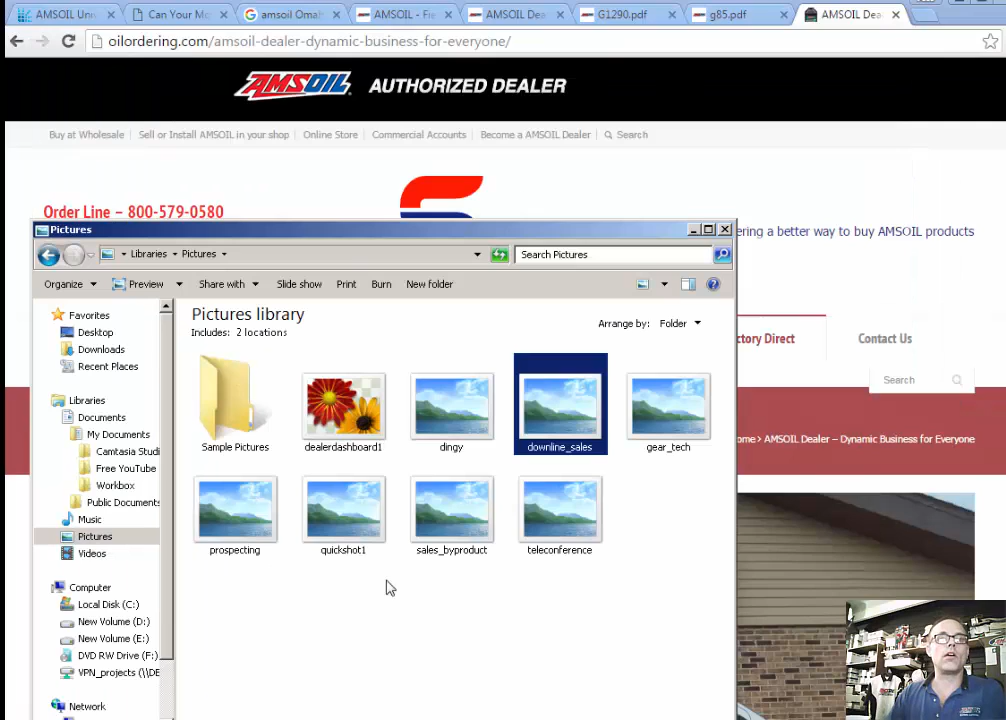 AMSOIL Uni
Can Your Mo
amsoil Omah
AMSOIL - Fie
AMSOIL Dea
G1290.pdf
g85.pdf
AMSOIL Dea
oilordering.com/amsoil-dealer-dynamic-business-for-everyone/
AMSOIL AUTHORIZED DEALER
Buy at Wholesale
Sell or Install AMSOIL in your shop
Online Store
Commercial Accounts
Become a AMSOIL Dealer
Search
Order Line – 800-579-0580
ering a better way to buy AMSOIL products
Pictures
Libraries
Pictures
Search Pictures
Organize
Preview
Share with
Slide show
Print
Burn
New folder
Favorites
Desktop
Downloads
Recent Places
Libraries
Documents
My Documents
Camtasia Studi
Free YouTube
Workbox
Public Documents
Music
Pictures
Videos
Computer
Local Disk (C:)
New Volume (D:)
New Volume (E:)
DVD RW Drive (F:)
VPN_projects (\\DE
Network
Pictures library
Includes: 2 locations
Arrange by: Folder
Sample Pictures
dealerdashboard1
dingy
downline_sales
gear_tech
prospecting
quickshot1
sales_byproduct
teleconference
ctory Direct
Contact Us
Search
ome > AMSOIL Dealer – Dynamic Business for Everyone